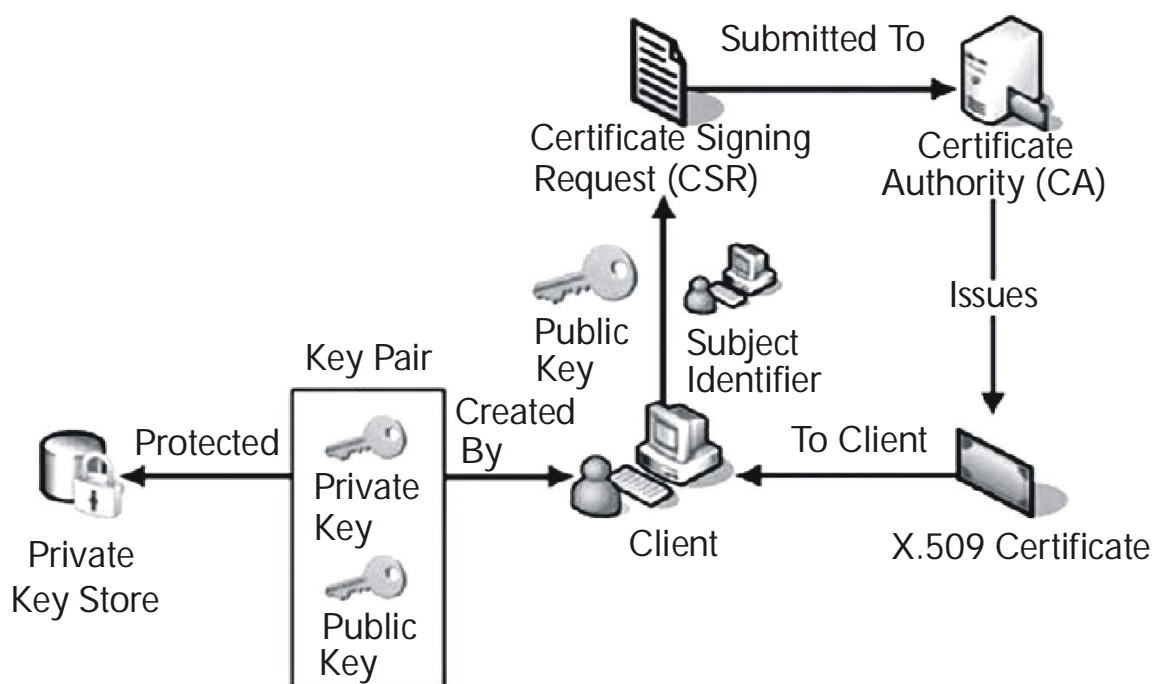 Submitted To
Certificate Signing
Request (CSR)
Certificate
Authority (CA)
Public
Key
Subject
Identifier
Issues
Key Pair
Protected
Created
By
To Client
Private
Key
Private
Key Store
Client
X.509 Certificate
Public
Key